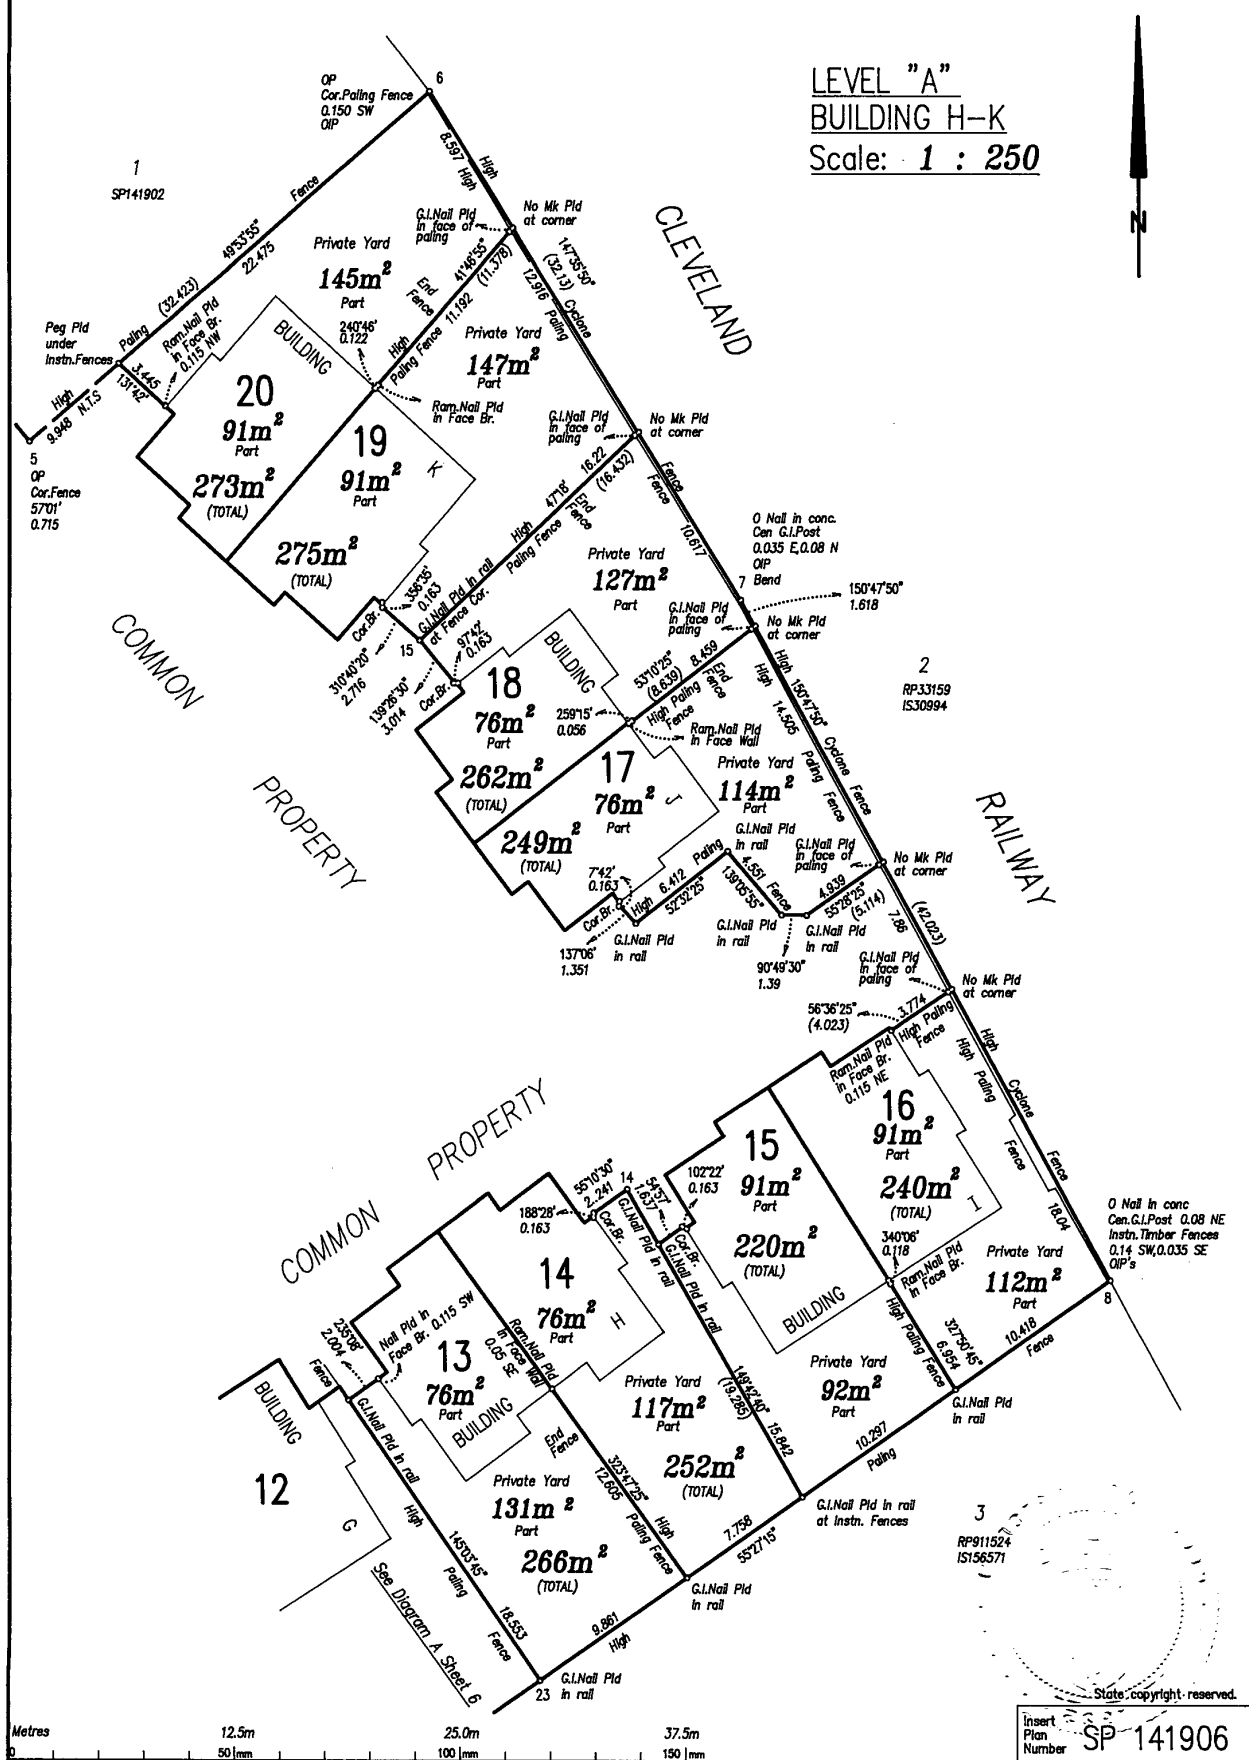 LEVEL "A"
BUILDING H-K
Scale: 1 : 250
N
OP
Cor.Paling Fence
0.150 SW
OIP
6
1
SP141902
8.597 High
High
Fence
49°53'55"
22.475
(32.423)
Paling
Private Yard
145m²
Part
G.I.Nail Pld
in face of
paling
No Mk Pld
at corner
CLEVELAND
147°35'50"
(32.13)
Cyclone
12.916 Paling
41°46'55"
(11.378)
11.192
End
Fence
High
Paling Fence
Private Yard
147m²
Part
240°46'
0.122
Ram.Nail Pld
in Face Br.
0.115 NW
Peg Pld
under
Instn.Fences
3.445
131°42'
High
9.948 N.T.S
5
OP
Cor.Fence
57°01'
0.715
BUILDING
20
91m²
Part
273m²
(TOTAL)
19
91m²
Part
K
275m²
(TOTAL)
Ram.Nail Pld
in Face Br.
G.I.Nail Pld
in face of
paling
No Mk Pld
at corner
16.22
(16.432)
47°18'
End
Fence
High
Paling Fence
Fence
Fence
10.617
O Nail in conc.
Cen G.I.Post
0.035 E,0.08 N
OIP
Bend
7
150°47'50"
1.618
Private Yard
127m²
Part
G.I.Nail Pld
in face of
paling
No Mk Pld
at corner
356°35'
0.163
G.I.Nail Pld in rail
at Fence Cor.
Cor.Br.
15
97°42'
0.163
310°40'20"
2.716
139°26'30"
3.014
Cor.Br.
COMMON
PROPERTY
BUILDING
18
76m²
Part
262m²
(TOTAL)
259°15'
0.056
53°10'25"
(8.639)
8.459
End
Fence
High Paling
Fence
Ram.Nail Pld
in Face Wall
2
RP33159
IS30994
High
150°47'50"
14.505
Cyclone
Fence
Paling
Fence
17
76m²
Part
J
249m²
(TOTAL)
Private Yard
114m²
Part
G.I.Nail Pld
in rail
G.I.Nail Pld
in face of
paling
No Mk Pld
at corner
RAILWAY
7°42'
0.163
Cor.Br.
High
6.412
Paling
52°32'25"
4.551
Fence
139°05'55"
4.939
55°28'25"
(5.114)
137°06'
1.351
G.I.Nail Pld
in rail
G.I.Nail Pld
in rail
G.I.Nail Pld
in rail
90°49'30"
1.39
(42.023)
7.86
G.I.Nail Pld
in face of
paling
No Mk Pld
at corner
56°36'25"
(4.023)
3.774
High Paling
Fence
Ram.Nail Pld
in Face Br.
0.115 NE
High
Paling
Fence
High
Cyclone
Fence
18.04
16
91m²
Part
240m²
(TOTAL)
I
15
91m²
Part
220m²
(TOTAL)
102°22'
0.163
Cor.Br.
54°57'
1.637
G.I.Nail Pld in rail
55°10'30"
2.241
14
G.I.Nail Pld
in rail
Cor.Br.
188°28'
0.163
COMMON
PROPERTY
340°06'
0.118
Ram.Nail Pld
in Face Br.
Private Yard
112m²
Part
O Nail in conc
Cen.G.I.Post 0.08 NE
Instn.Timber Fences
0.14 SW,0.035 SE
OIP's
8
BUILDING
High Paling Fence
327°50'45"
6.954
10.418
Fence
14
76m²
Part
H
Ram.Nail Pld
in Face Wall
0.05 SE
235°08'
2.004
Nail Pld in
Face Br. 0.115 SW
Fence
13
76m²
Part
BUILDING
Private Yard
92m²
Part
G.I.Nail Pld
in rail
149°42'40"
(19.285)
15.842
10.297
Paling
Private Yard
117m²
Part
252m²
(TOTAL)
End
Fence
323°47'25"
12.605
High
Paling Fence
G.I.Nail Pld in rail
at Instn. Fences
7.758
55°27'15"
G.I.Nail Pld
in rail
3
RP911524
IS156571
BUILDING
12
G
G.I.Nail Pld in rail
High
145°03'45"
Paling
18.553
Fence
Private Yard
131m²
Part
266m²
(TOTAL)
9.861
High
See Diagram A Sheet 6
23
G.I.Nail Pld
in rail
State copyright reserved.
Metres
12.5m
25.0m
37.5m
0
50 mm
100 mm
150 mm
Insert
Plan
Number
SP 141906